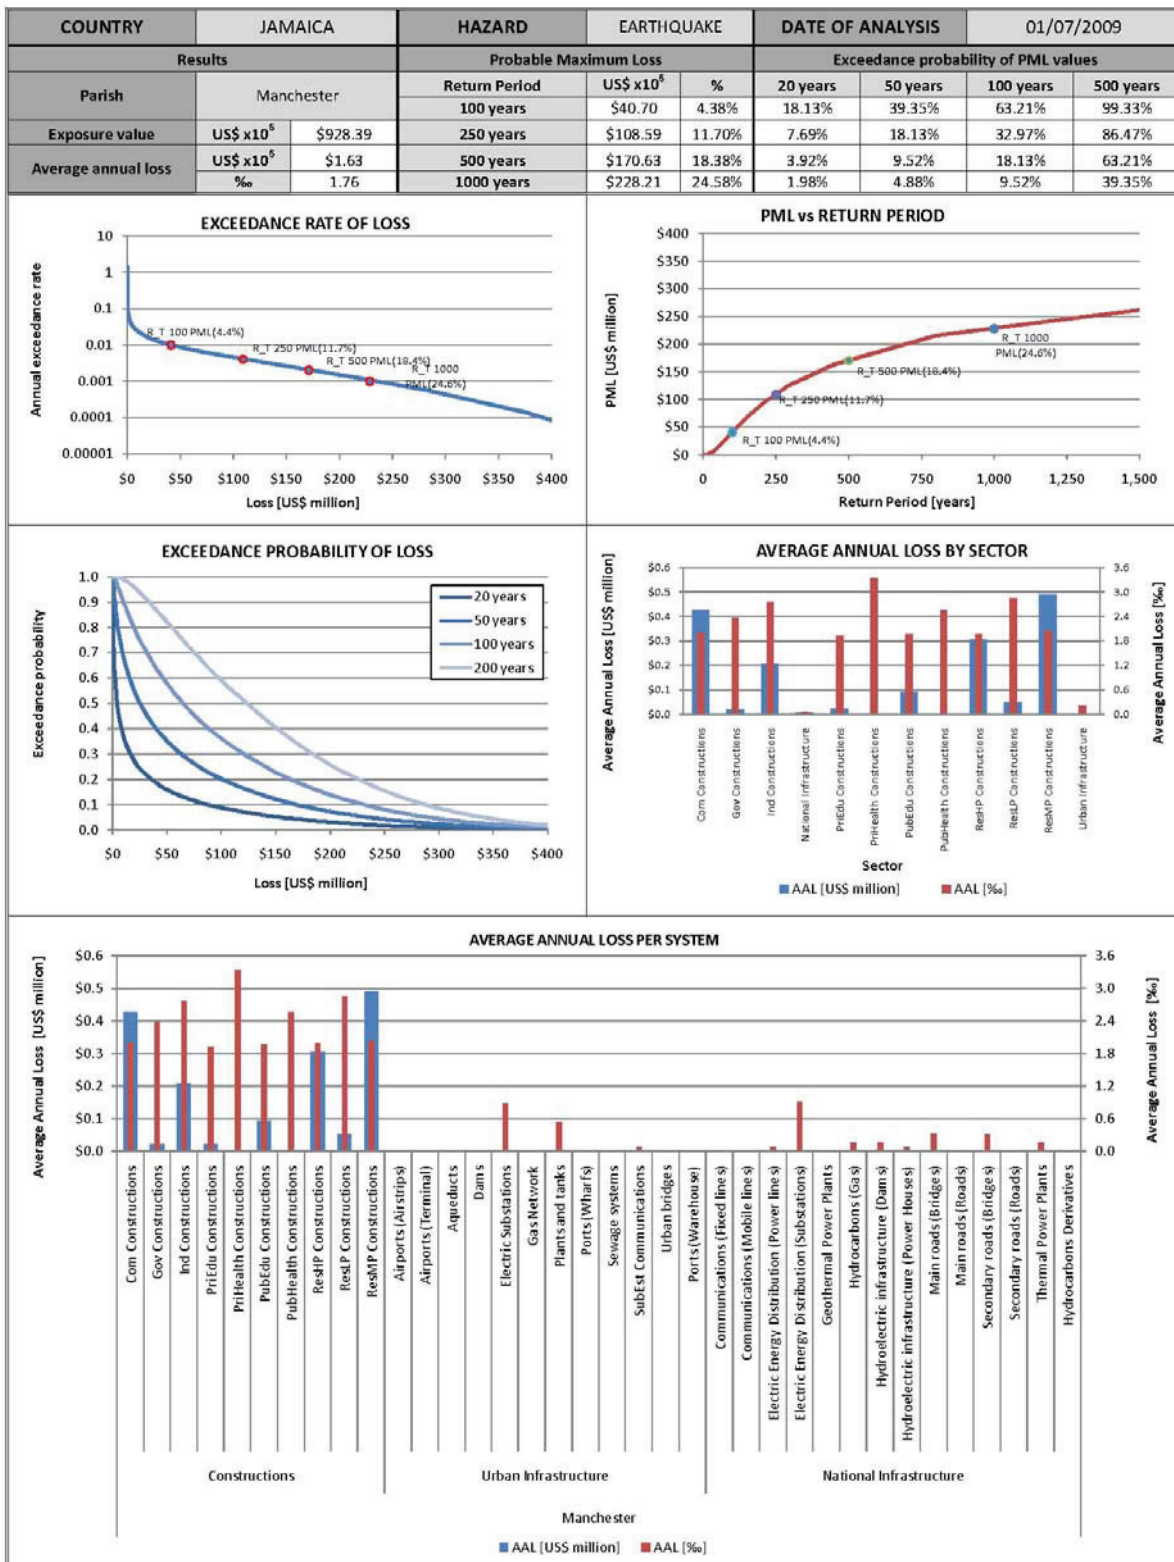 COUNTRY JAMAICA HAZARD EARTHQUAKE DATE OF ANALYSIS 01/07/2009
Results Probable Maximum Loss Exceedance probability of PML values
Parish Manchester Return Period US$ x10⁶ % 20 years 50 years 100 years 500 years
100 years $40.70 4.38% 18.13% 39.35% 63.21% 99.33%
Exposure value US$ x10⁶ $928.39 250 years $108.59 11.70% 7.69% 18.13% 32.97% 86.47%
Average annual loss US$ x10⁶ $1.63 500 years $170.63 18.38% 3.92% 9.52% 18.13% 63.21%
‰ 1.76 1000 years $228.21 24.58% 1.98% 4.88% 9.52% 39.35%
EXCEEDANCE RATE OF LOSS
Annual exceedance rate
10
1
0.1
0.01
0.001
0.0001
0.00001
R_T 100 PML(4.4%)
R_T 250 PML(11.7%)
R_T 500 PML(18.4%)
R_T 1000
PML(24.6%)
$0 $50 $100 $150 $200 $250 $300 $350 $400
Loss [US$ million]
PML vs RETURN PERIOD
PML [US$ million]
$400
$350
$300
$250
$200
$150
$100
$50
$0
R_T 1000
PML(24.6%)
R_T 500 PML(18.4%)
R_T 250 PML(11.7%)
R_T 100 PML(4.4%)
0 250 500 750 1,000 1,250 1,500
Return Period [years]
EXCEEDANCE PROBABILITY OF LOSS
Exceedance probability
1.0
0.9
0.8
0.7
0.6
0.5
0.4
0.3
0.2
0.1
0.0
20 years
50 years
100 years
200 years
$0 $50 $100 $150 $200 $250 $300 $350 $400
Loss [US$ million]
AVERAGE ANNUAL LOSS BY SECTOR
Average Annual Loss [US$ million]
$0.6
$0.5
$0.4
$0.3
$0.2
$0.1
$0.0
3.6
3.0
2.4
1.8
1.2
0.6
0.0
Average Annual Loss [‰]
Com Constructions
Gov Constructions
Ind Constructions
National Infrastructure
PriEdu Constructions
PriHealth Constructions
PubEdu Constructions
PubHealth Constructions
ResHP Constructions
ResLP Constructions
ResMP Constructions
Urban Infrastructure
Sector
AAL [US$ million] AAL [‰]
AVERAGE ANNUAL LOSS PER SYSTEM
Average Annual Loss [US$ million]
$0.6
$0.5
$0.4
$0.3
$0.2
$0.1
$0.0
3.6
3.0
2.4
1.8
1.2
0.6
0.0
Average Annual Loss [‰]
Com Constructions
Gov Constructions
Ind Constructions
PriEdu Constructions
PriHealth Constructions
PubEdu Constructions
PubHealth Constructions
ResHP Constructions
ResLP Constructions
ResMP Constructions
Airports (Airstrips)
Airports (Terminal)
Aqueducts
Dams
Electric Substations
Gas Network
Plants and tanks
Ports (Wharfs)
Sewage systems
SubEst Communications
Urban bridges
Ports (Warehouse)
Communications (Fixed lines)
Communications (Mobile lines)
Electric Energy Distribution (Power lines)
Electric Energy Distribution (Substations)
Geothermal Power Plants
Hydrocarbons (Gas)
Hydroelectric infrastructure (Dams)
Hydroelectric infrastructure (Power Houses)
Main roads (Bridges)
Main roads (Roads)
Secondary roads (Bridges)
Secondary roads (Roads)
Thermal Power Plants
Hydrocarbons Derivatives
Constructions Urban Infrastructure National Infrastructure
Manchester
AAL [US$ million] AAL [‰]